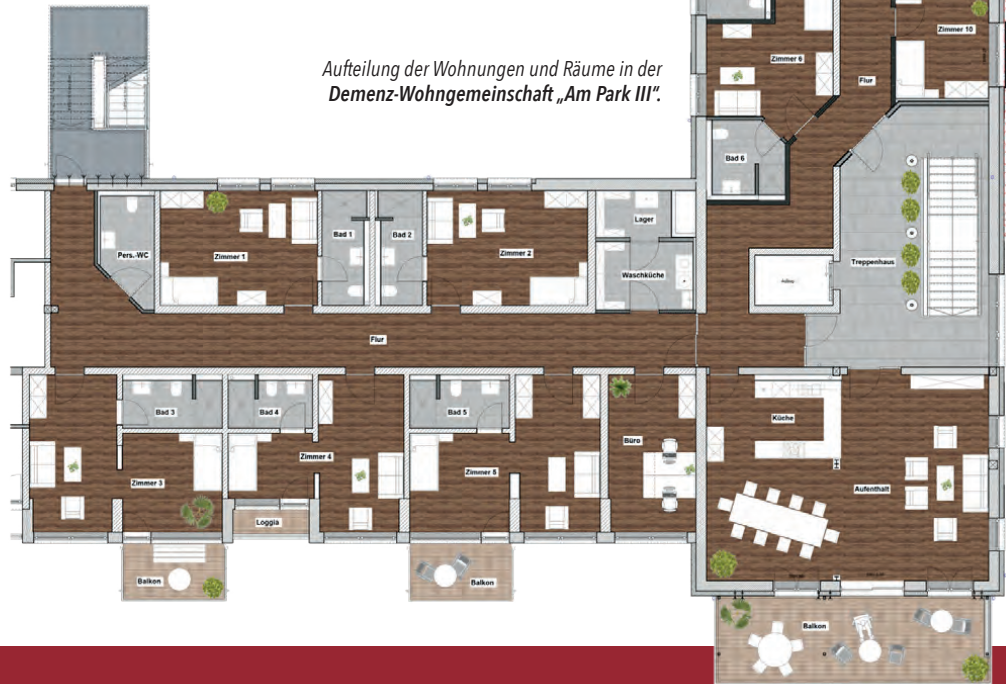 Aufteilung der Wohnungen und Räume in der
Demenz-Wohngemeinschaft „Am Park III“.
Zimmer 10
Zimmer 6
Flur
Bad 6
Pers.-WC
Zimmer 1
Bad 1
Bad 2
Zimmer 2
Lager
Waschküche
Treppenhaus
Flur
Bad 3
Bad 4
Bad 5
Küche
Büro
Zimmer 3
Zimmer 4
Zimmer 5
Aufenthalt
Loggia
Balkon
Balkon
Balkon